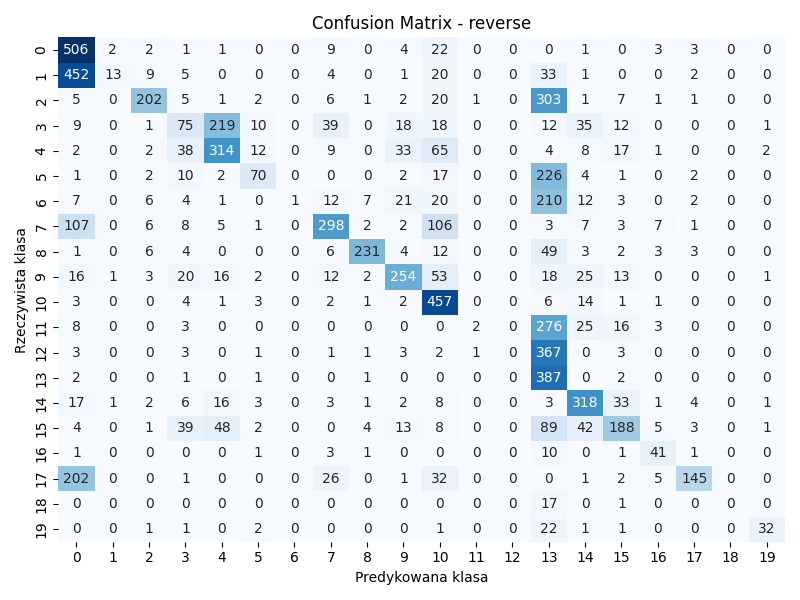 Confusion Matrix - reverse
Rzeczywista klasa
0 506 2 2 1 1 0 0 9 0 4 22 0 0 0 1 0 3 3 0 0
1 452 13 9 5 0 0 0 4 0 1 20 0 0 33 1 0 0 2 0 0
2 5 0 202 5 1 2 0 6 1 2 20 1 0 303 1 7 1 1 0 0
3 9 0 1 75 219 10 0 39 0 18 18 0 0 12 35 12 0 0 0 1
4 2 0 2 38 314 12 0 9 0 33 65 0 0 4 8 17 1 0 0 2
5 1 0 2 10 2 70 0 0 0 2 17 0 0 226 4 1 0 2 0 0
6 7 0 6 4 1 0 1 12 7 21 20 0 0 210 12 3 0 2 0 0
7 107 0 6 8 5 1 0 298 2 2 106 0 0 3 7 3 7 1 0 0
8 1 0 6 4 0 0 0 6 231 4 12 0 0 49 3 2 3 3 0 0
9 16 1 3 20 16 2 0 12 2 254 53 0 0 18 25 13 0 0 0 1
10 3 0 0 4 1 3 0 2 1 2 457 0 0 6 14 1 1 0 0 0
11 8 0 0 3 0 0 0 0 0 0 0 2 0 276 25 16 3 0 0 0
12 3 0 0 3 0 1 0 1 1 3 2 1 0 367 0 3 0 0 0 0
13 2 0 0 1 0 1 0 0 1 0 0 0 0 387 0 2 0 0 0 0
14 17 1 2 6 16 3 0 3 1 2 8 0 0 3 318 33 1 4 0 1
15 4 0 1 39 48 2 0 0 4 13 8 0 0 89 42 188 5 3 0 1
16 1 0 0 0 0 1 0 3 1 0 0 0 0 10 0 1 41 1 0 0
17 202 0 0 1 0 0 0 26 0 1 32 0 0 0 1 2 5 145 0 0
18 0 0 0 0 0 0 0 0 0 0 0 0 0 17 0 1 0 0 0 0
19 0 0 1 1 0 2 0 0 0 0 1 0 0 22 1 1 0 0 0 32
0 1 2 3 4 5 6 7 8 9 10 11 12 13 14 15 16 17 18 19
Predykowana klasa